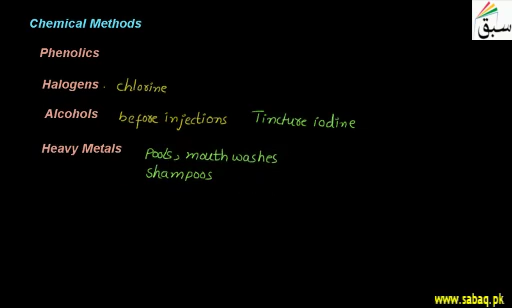 Chemical Methods
سبق
Phenolics
Halogens. chlorine
Alcohols before injections Tincture iodine
Heavy Metals Pools, mouth washes
Shampoos
www.sabaq.pk